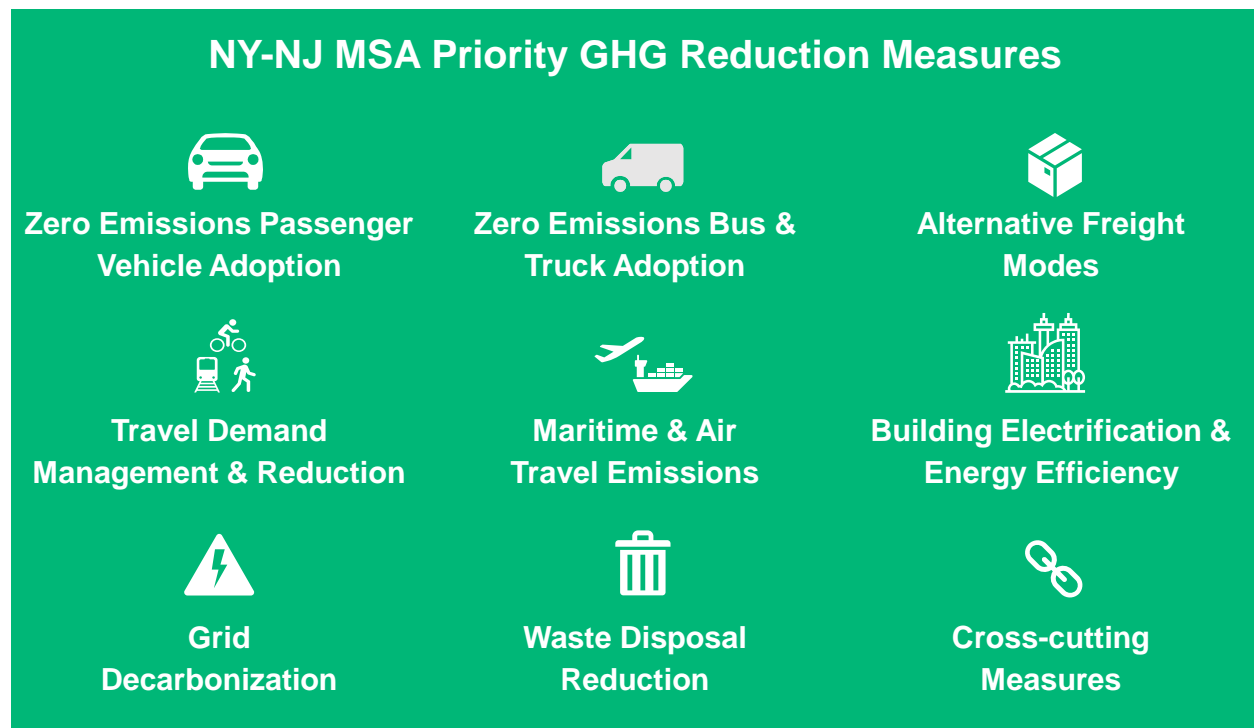 NY-NJ MSA Priority GHG Reduction Measures
Zero Emissions Passenger
Vehicle Adoption
Zero Emissions Bus &
Truck Adoption
Alternative Freight
Modes
Travel Demand
Management & Reduction
Maritime & Air
Travel Emissions
Building Electrification &
Energy Efficiency
Grid
Decarbonization
Waste Disposal
Reduction
Cross-cutting
Measures